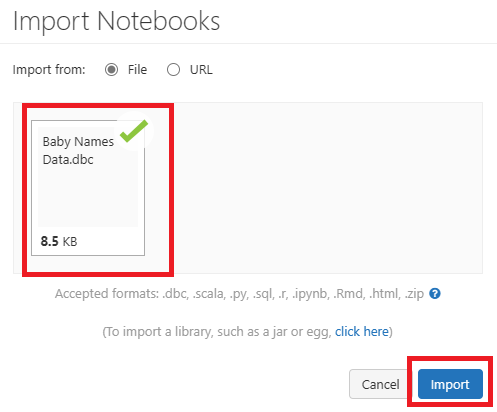 Import Notebooks
Import from: File URL
Baby Names
Data.dbc
8.5 KB
Accepted formats: .dbc, .scala, .py, .sql, .r, .ipynb, .Rmd, .html, .zip ?
(To import a library, such as a jar or egg, click here)
Cancel Import